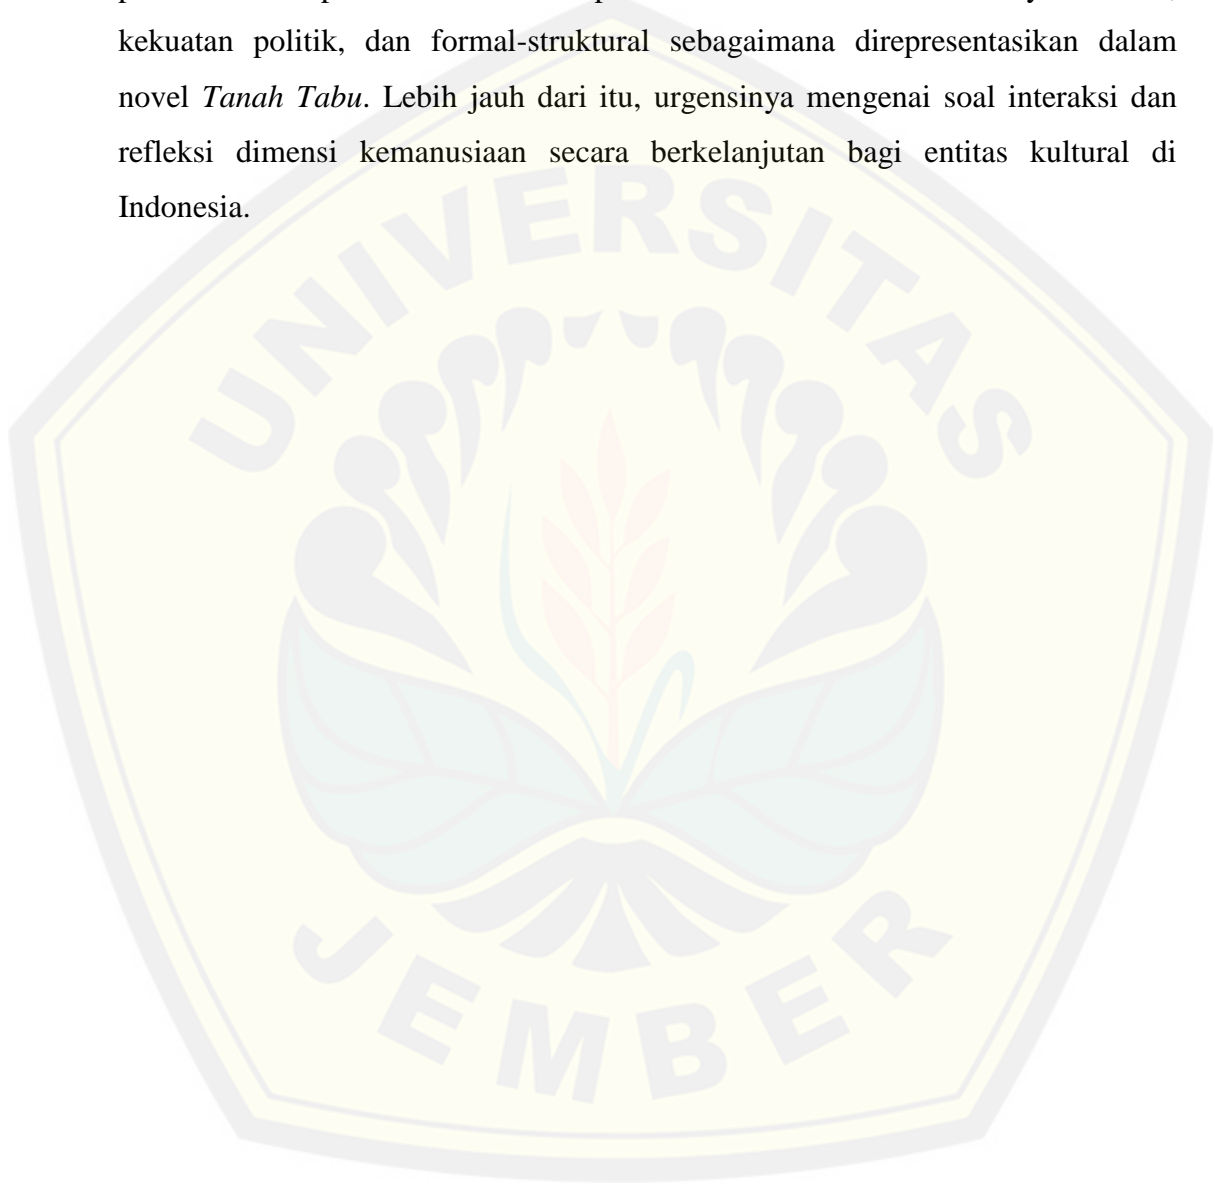 kekuatan politik, dan formal-struktural sebagaimana direpresentasikan dalam
novel Tanah Tabu. Lebih jauh dari itu, urgensinya mengenai soal interaksi dan
refleksi dimensi kemanusiaan secara berkelanjutan bagi entitas kultural di
Indonesia.
UNIVERSITAS
JEMBER